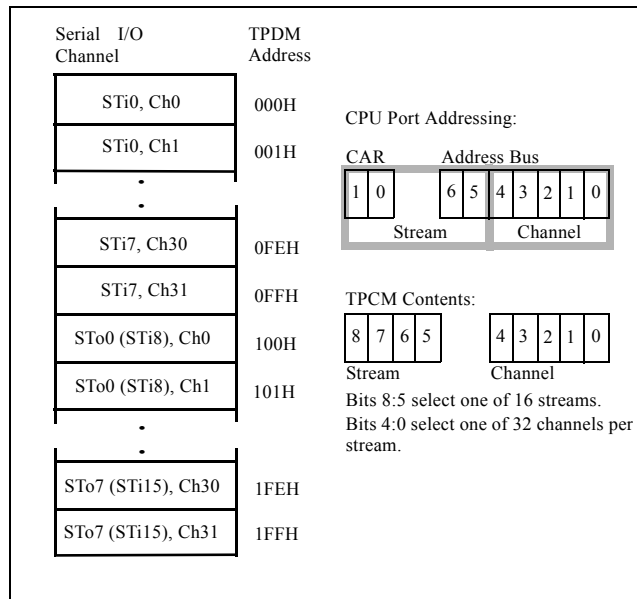 Serial I/O Channel
TPDM Address
STi0, Ch0 000H
STi0, Ch1 001H
STi7, Ch30 0FEH
STi7, Ch31 0FFH
STo0 (STi8), Ch0 100H
STo0 (STi8), Ch1 101H
STo7 (STi15), Ch30 1FEH
STo7 (STi15), Ch31 1FFH
CPU Port Addressing:
CAR Address Bus
1 0 6 5 4 3 2 1 0
Stream Channel
TPCM Contents:
8 7 6 5 4 3 2 1 0
Stream Channel
Bits 8:5 select one of 16 streams.
Bits 4:0 select one of 32 channels per
stream.